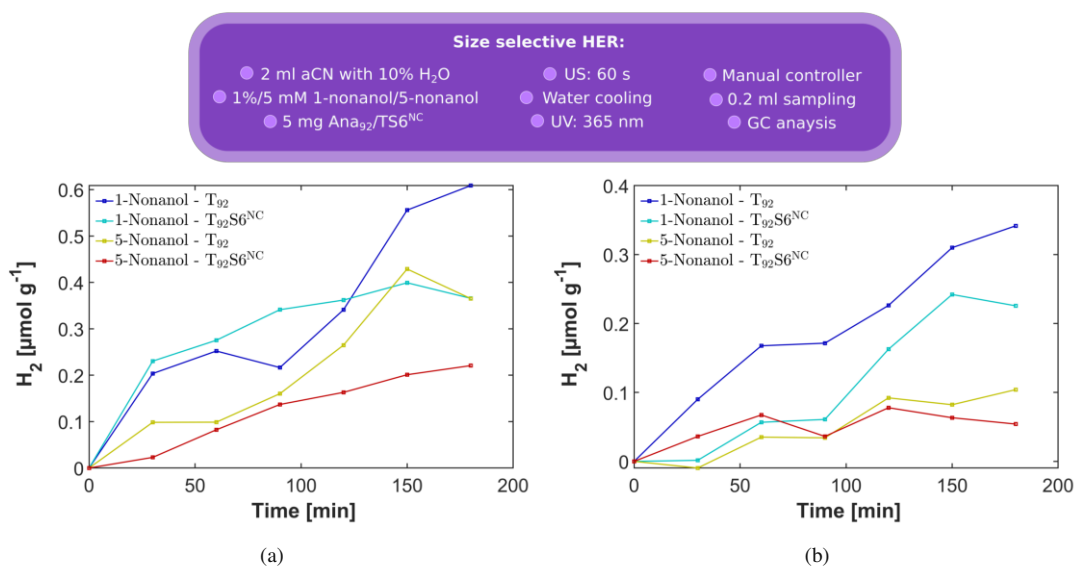 Size selective HER:
2 ml aCN with 10% H₂O
US: 60 s
Manual controller
1%/5 mM 1-nonanol/5-nonanol
Water cooling
0.2 ml sampling
5 mg Ana₉₂/TS6ᴺᶜ
UV: 365 nm
GC anaysis
0.6
0.5
0.4
0.3
0.2
0.1
0
H₂ [µmol g⁻¹]
1-Nonanol - T₉₂
1-Nonanol - T₉₂S6ᴺᶜ
5-Nonanol - T₉₂
5-Nonanol - T₉₂S6ᴺᶜ
0 50 100 150 200
Time [min]
(a)
0.4
0.3
0.2
0.1
0
H₂ [µmol g⁻¹]
1-Nonanol - T₉₂
1-Nonanol - T₉₂S6ᴺᶜ
5-Nonanol - T₉₂
5-Nonanol - T₉₂S6ᴺᶜ
0 50 100 150 200
Time [min]
(b)